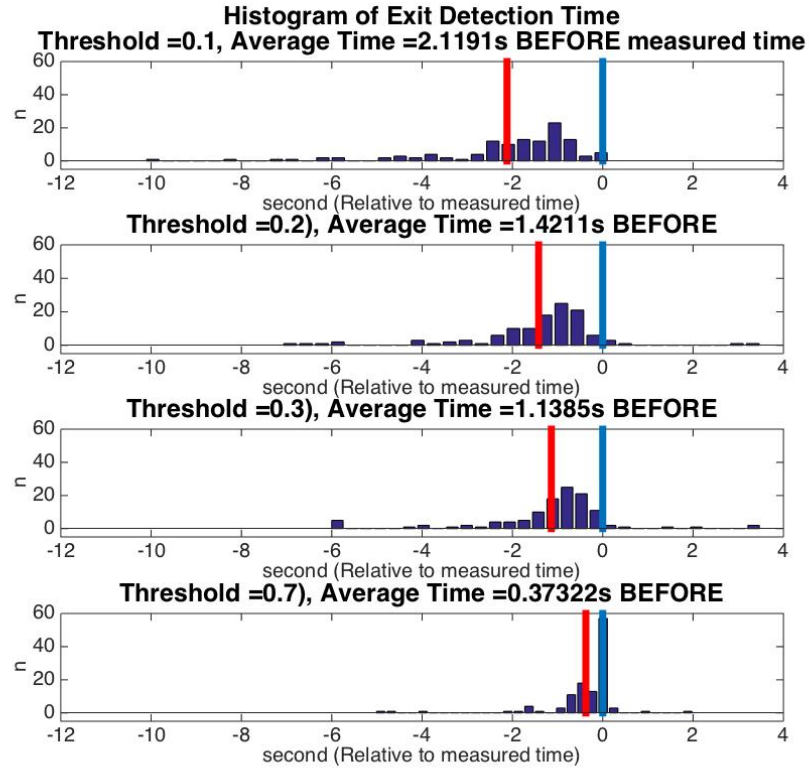 Histogram of Exit Detection Time
Threshold =0.1, Average Time =2.1191s BEFORE measured time
60
40
20
0
n
-12 -10 -8 -6 -4 -2 0 2 4
second (Relative to measured time)
Threshold =0.2), Average Time =1.4211s BEFORE
60
40
20
0
n
-12 -10 -8 -6 -4 -2 0 2 4
second (Relative to measured time)
Threshold =0.3), Average Time =1.1385s BEFORE
60
40
20
0
n
-12 -10 -8 -6 -4 -2 0 2 4
second (Relative to measured time)
Threshold =0.7), Average Time =0.37322s BEFORE
60
40
20
0
n
-12 -10 -8 -6 -4 -2 0 2 4
second (Relative to measured time)